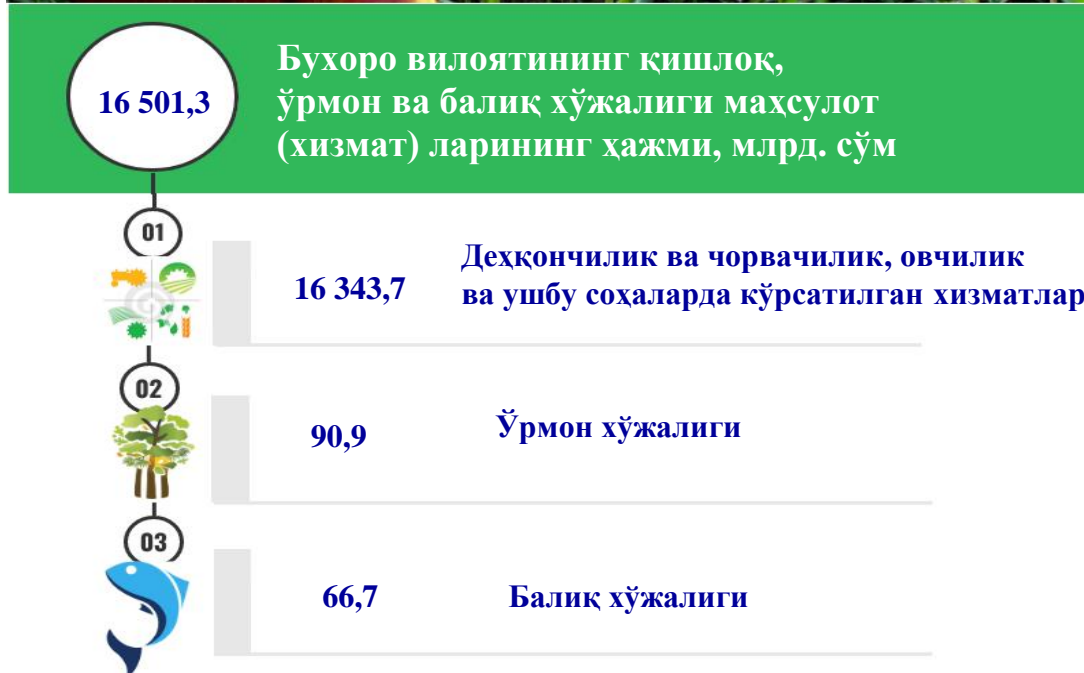 16 501,3
Бухоро вилоятининг қишлоқ,
ўрмон ва балиқ хўжалиги маҳсулот
(хизмат) ларининг ҳажми, млрд. сўм
01
16 343,7
Деҳқончилик ва чорвачилик, овчилик
ва ушбу соҳаларда кўрсатилган хизматлар
02
90,9
Ўрмон хўжалиги
03
66,7
Балиқ хўжалиги